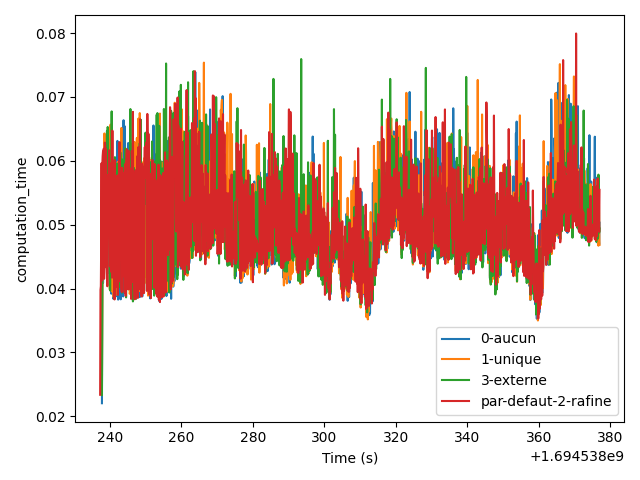 0.08
0.07
0.06
0.05
0.04
0.03
0.02
computation_time
0-aucun
1-unique
3-externe
par-defaut-2-rafine
240 260 280 300 320 340 360 380
Time (s)
+1.694538e9